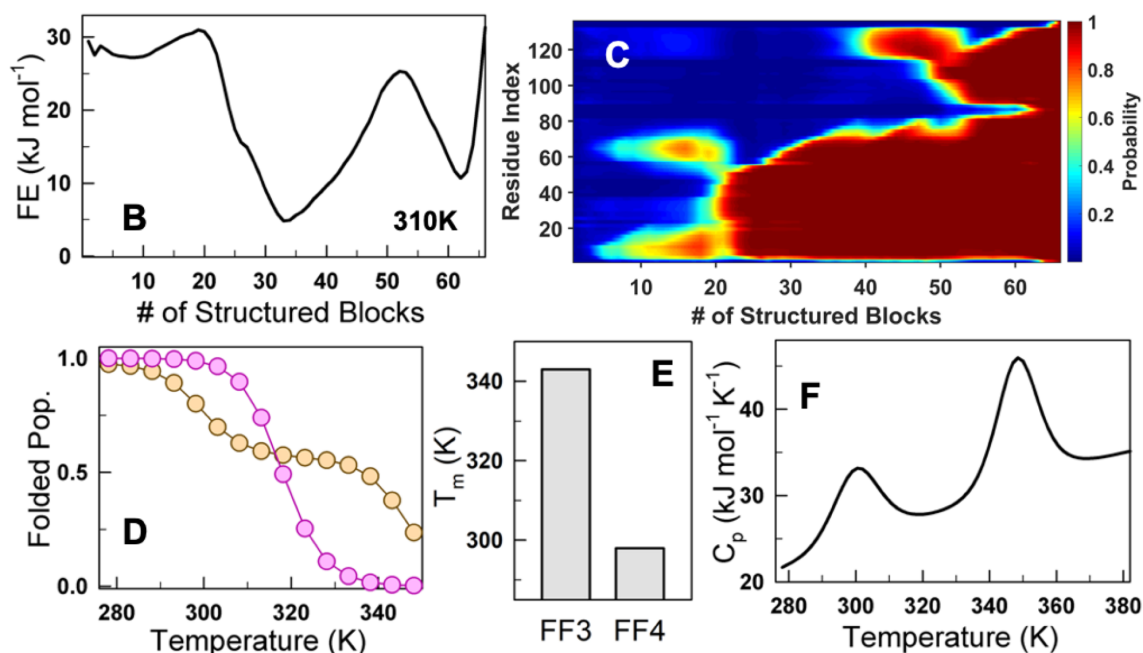 FE (kJ mol⁻¹)
30
20
10
0
B
310K
10 20 30 40 50 60
# of Structured Blocks
Residue Index
120
100
80
60
40
20
C
10 20 30 40 50 60
# of Structured Blocks
1
0.8
0.6
0.4
0.2
Probability
Folded Pop.
1.0
0.5
0.0
D
280 300 320 340
Temperature (K)
Tm (K)
340
320
300
E
FF3 FF4
Cp (kJ mol⁻¹ K⁻¹)
40
30
20
F
280 300 320 340 360 380
Temperature (K)